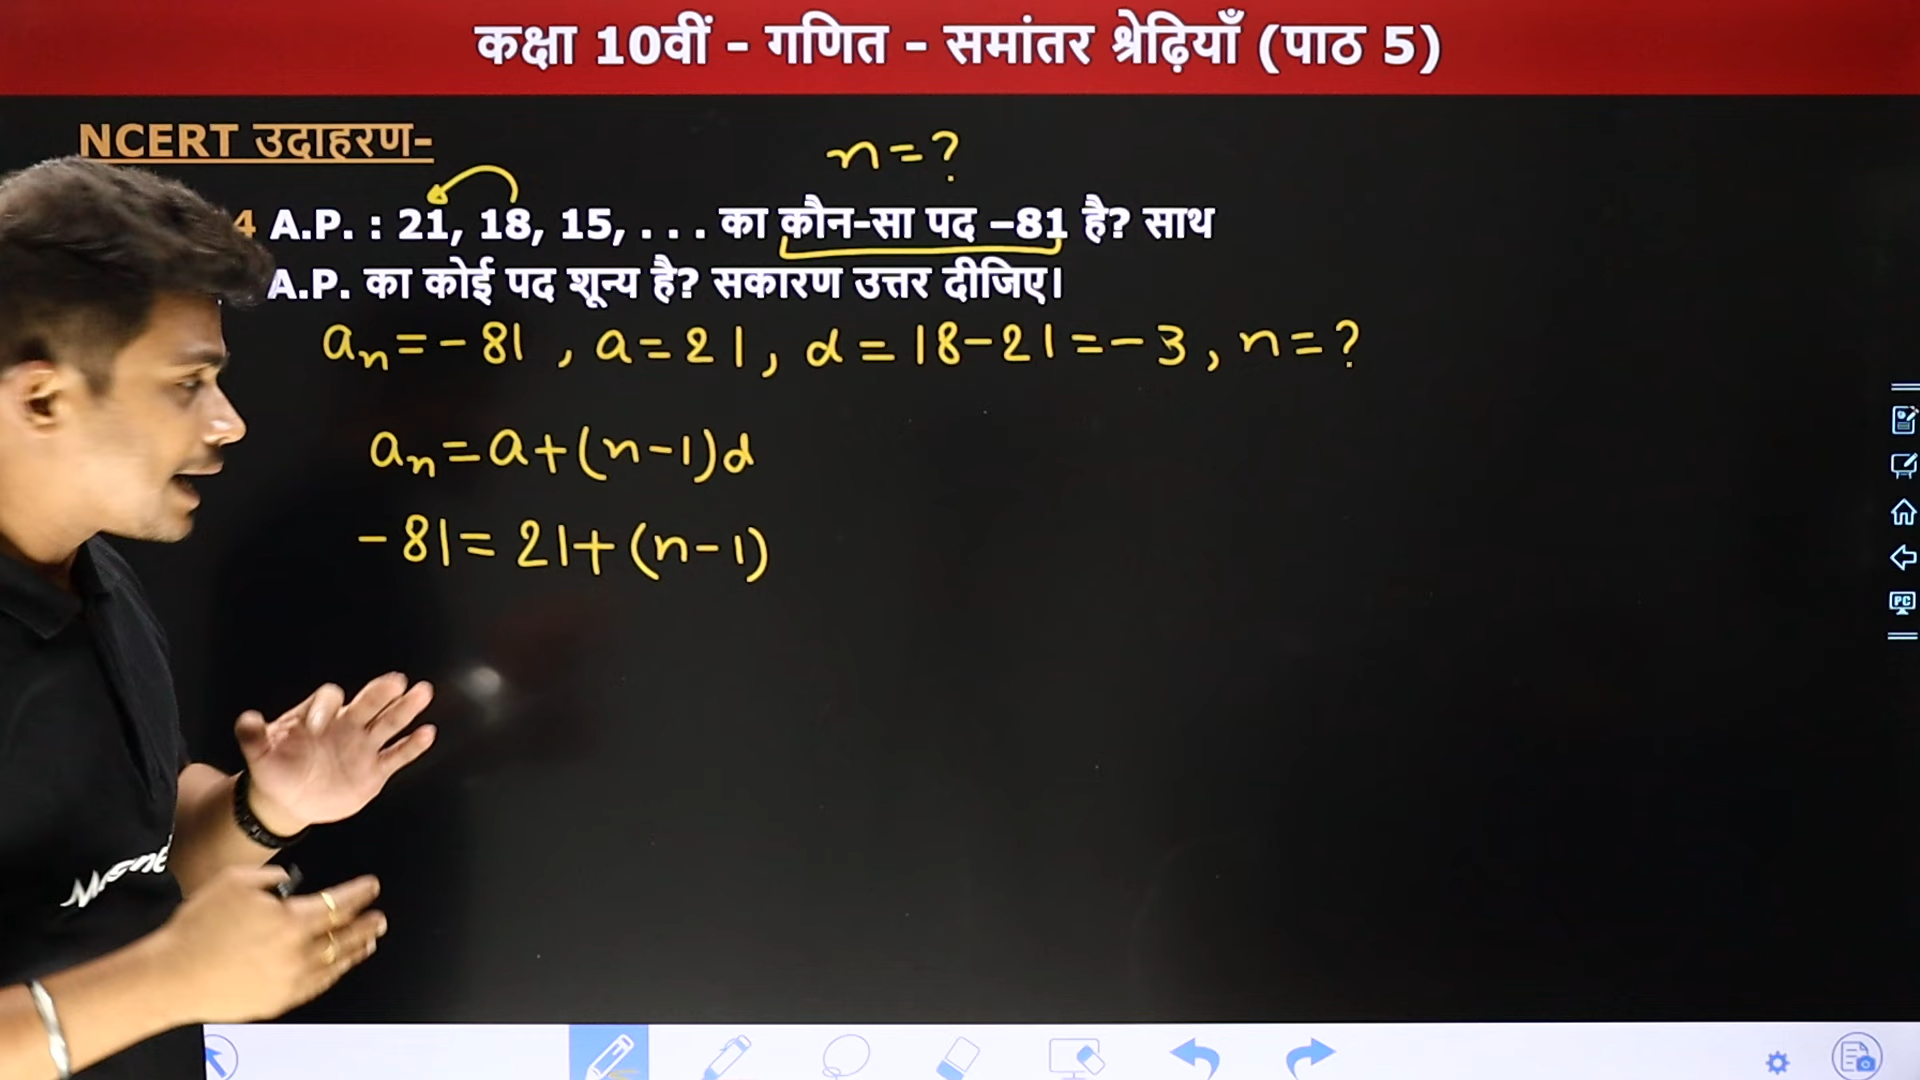 कक्षा 10वीं - गणित - समांतर श्रेढ़ियाँ (पाठ 5)
NCERT उदाहरण-
n=?
4 A.P. : 21, 18, 15, . . . का कौन-सा पद –81 है? साथ
A.P. का कोई पद शून्य है? सकारण उत्तर दीजिए।
an=-81, a=21, d=18-21=-3, n=?
an=a+(n-1)d
-81=21+(n-1)
PC